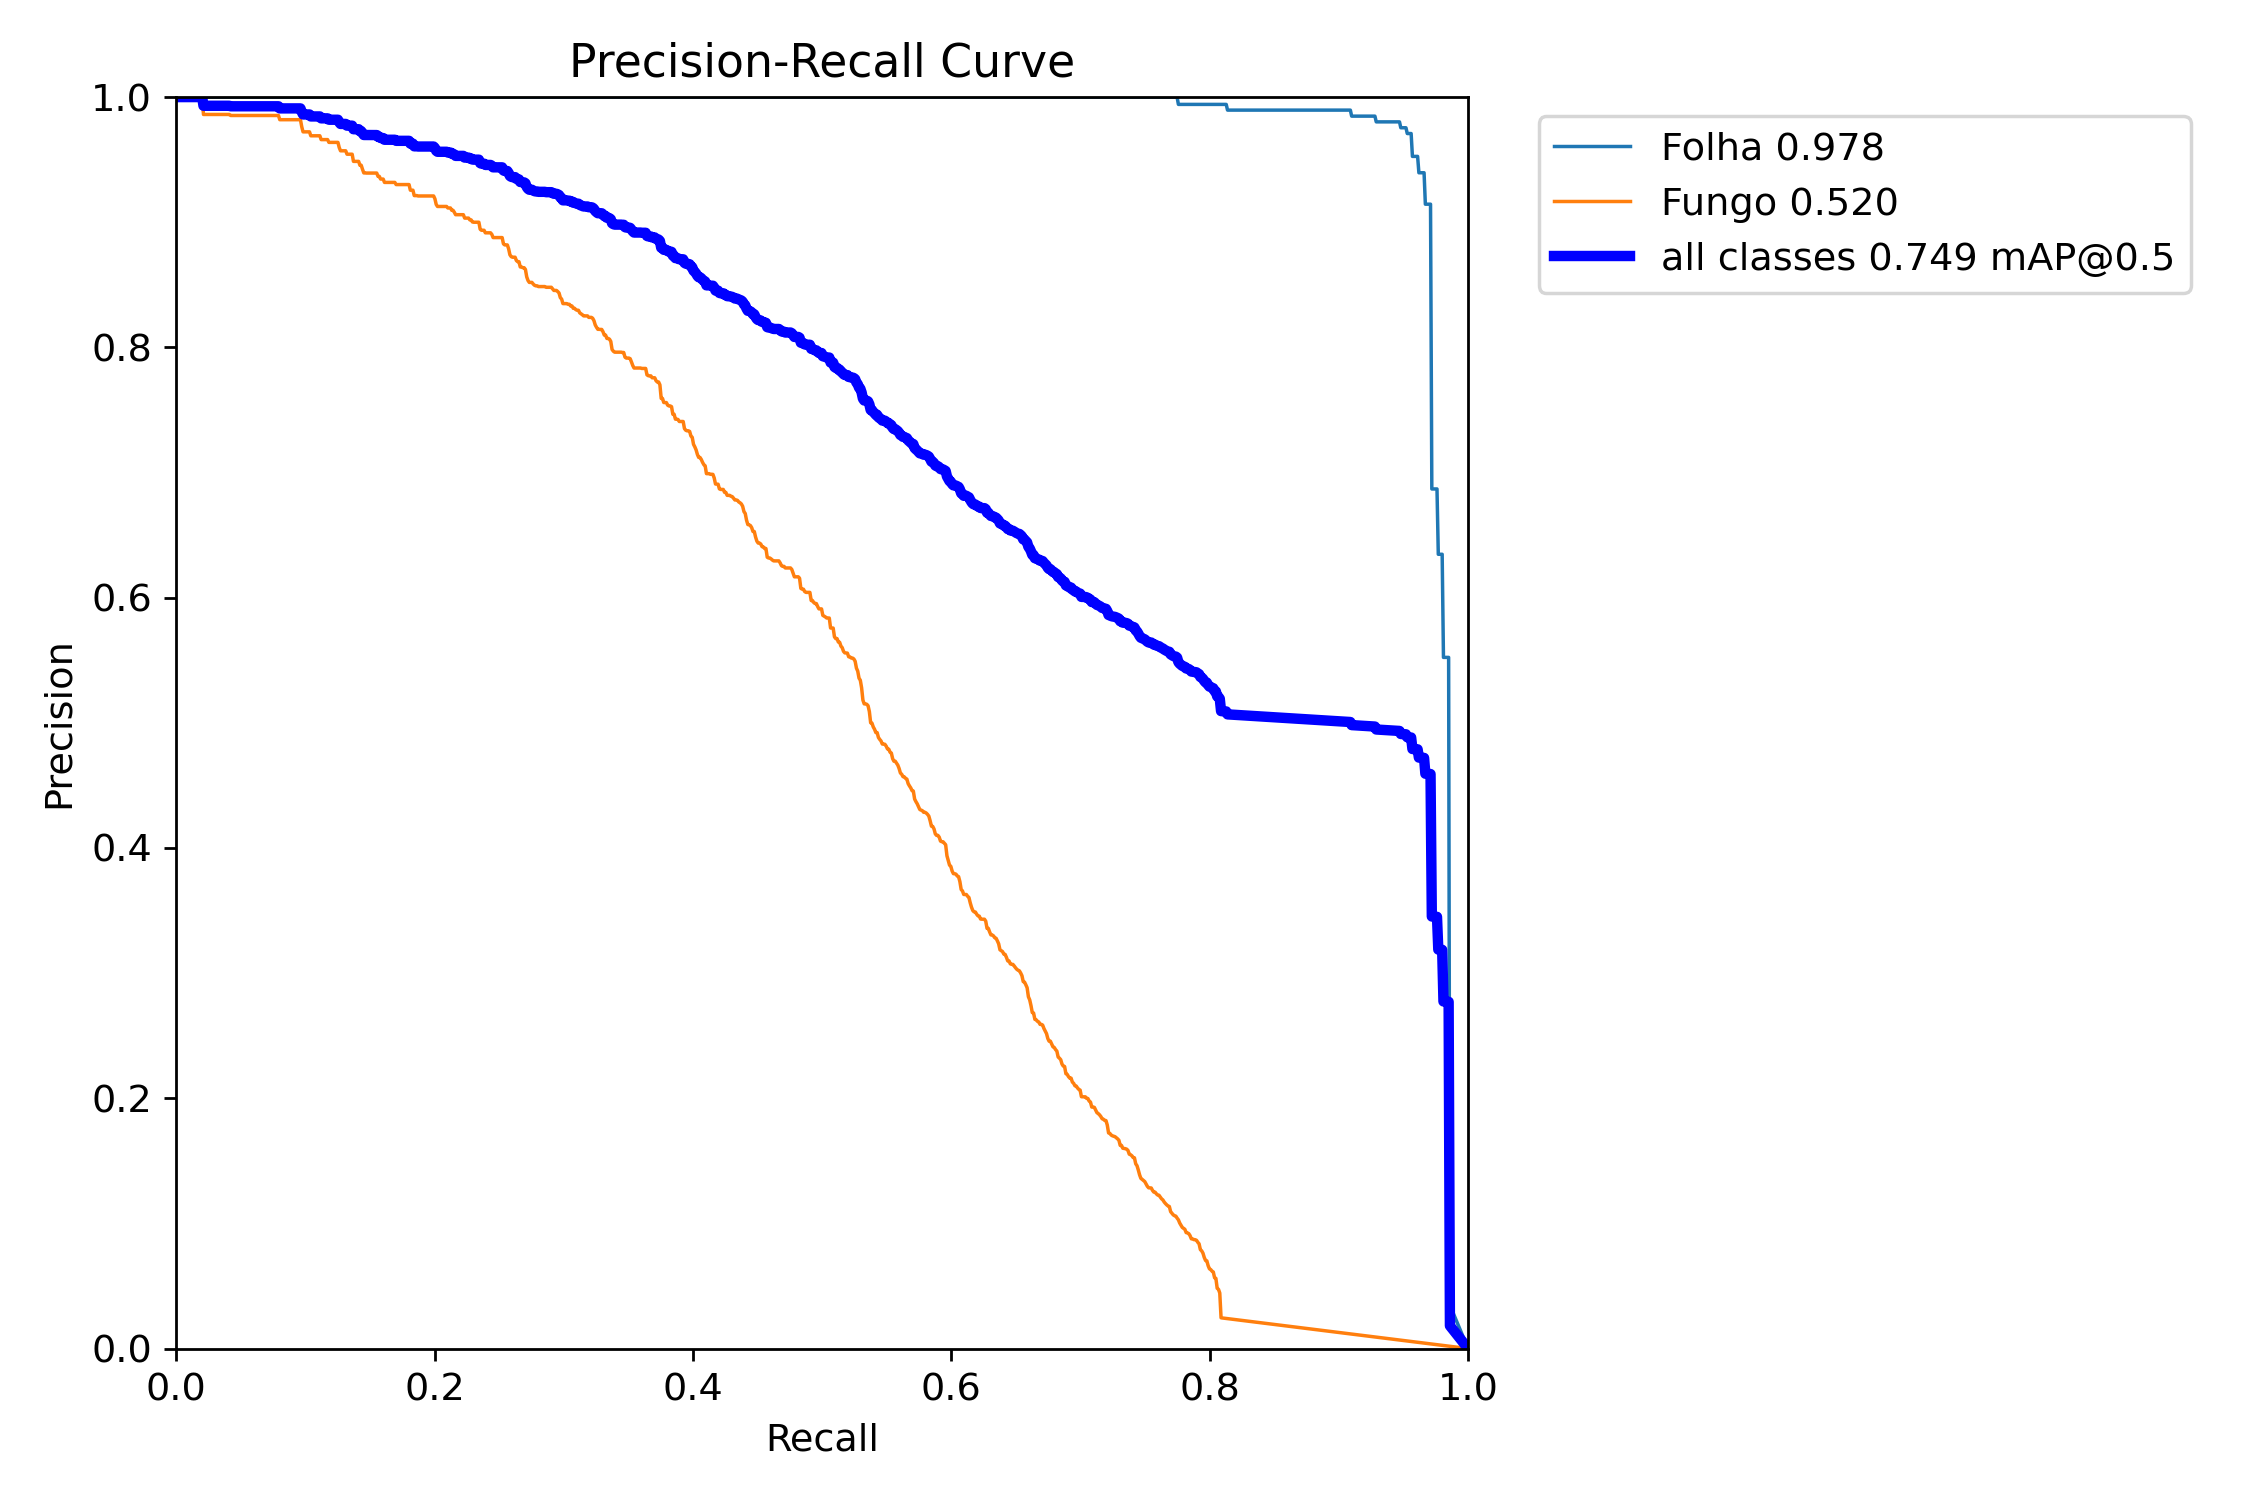 Precision-Recall Curve
1.0
0.8
0.6
0.4
0.2
0.0
Precision
0.0 0.2 0.4 0.6 0.8 1.0
Recall
Folha 0.978
Fungo 0.520
all classes 0.749 mAP@0.5